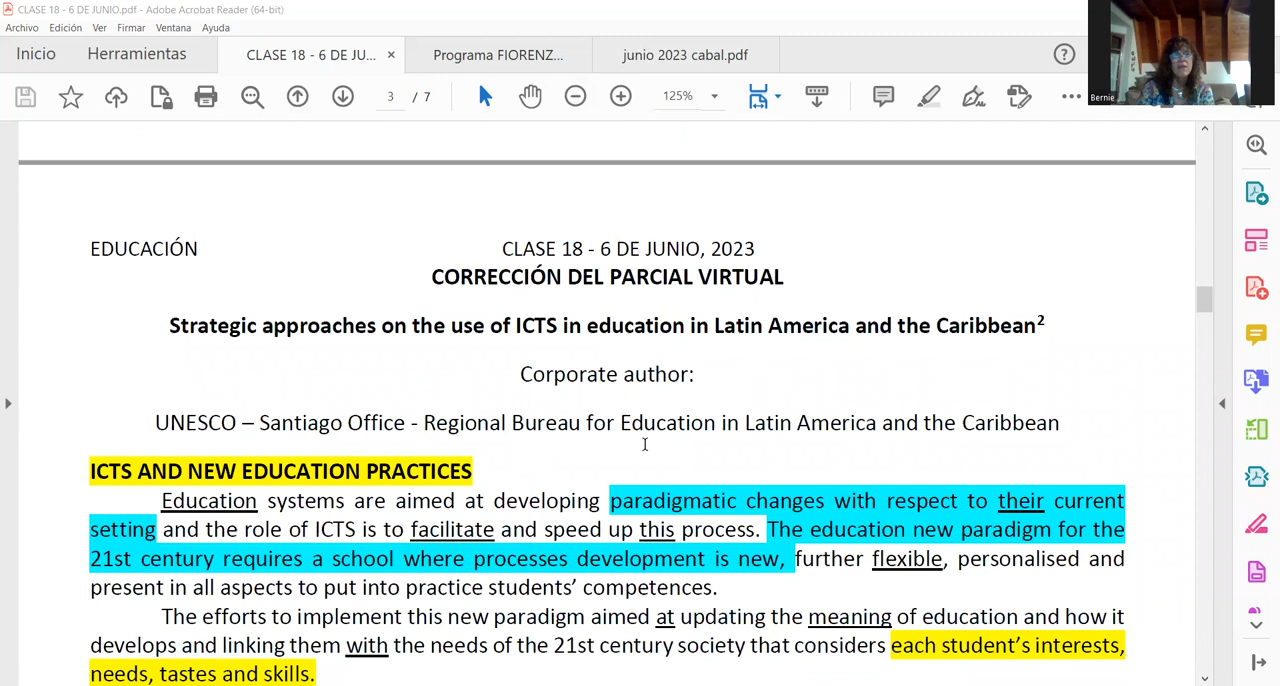 CLASE 18 - 6 DE JUNIO.pdf - Adobe Acrobat Reader (64-bit)
Archivo Edición Ver Firmar Ventana Ayuda
Inicio Herramientas CLASE 18 - 6 DE JU... × Programa FIORENZ... junio 2023 cabal.pdf
3 / 7 125%
Bernie
EDUCACIÓN CLASE 18 - 6 DE JUNIO, 2023
CORRECCIÓN DEL PARCIAL VIRTUAL
Strategic approaches on the use of ICTS in education in Latin America and the Caribbean2
Corporate author:
UNESCO – Santiago Office - Regional Bureau for Education in Latin America and the Caribbean
ICTS AND NEW EDUCATION PRACTICES
Education systems are aimed at developing paradigmatic changes with respect to their current
setting and the role of ICTS is to facilitate and speed up this process. The education new paradigm for the
21st century requires a school where processes development is new, further flexible, personalised and
present in all aspects to put into practice students’ competences.
The efforts to implement this new paradigm aimed at updating the meaning of education and how it
develops and linking them with the needs of the 21st century society that considers each student’s interests,
needs, tastes and skills.